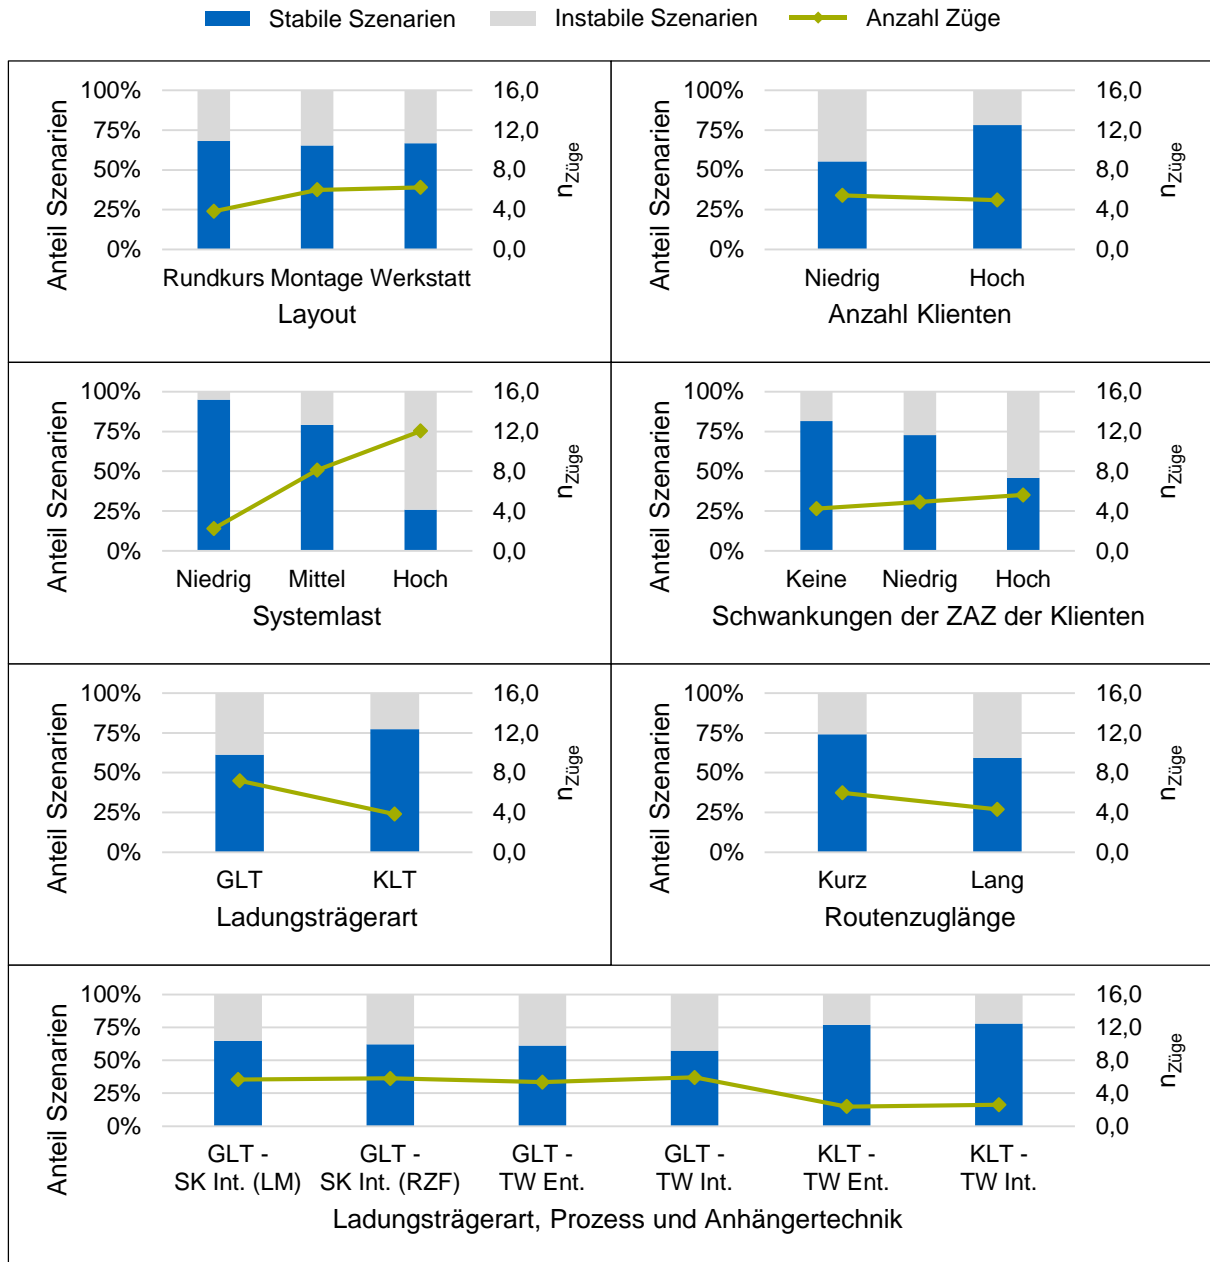 Stabile Szenarien Instabile Szenarien Anzahl Züge
Anteil Szenarien
100%
75%
50%
25%
0%
16,0
12,0
8,0
4,0
0,0
nZüge
Rundkurs Montage Werkstatt
Layout
Anteil Szenarien
100%
75%
50%
25%
0%
16,0
12,0
8,0
4,0
0,0
nZüge
Niedrig Hoch
Anzahl Klienten
Anteil Szenarien
100%
75%
50%
25%
0%
16,0
12,0
8,0
4,0
0,0
nZüge
Niedrig Mittel Hoch
Systemlast
Anteil Szenarien
100%
75%
50%
25%
0%
16,0
12,0
8,0
4,0
0,0
nZüge
Keine Niedrig Hoch
Schwankungen der ZAZ der Klienten
Anteil Szenarien
100%
75%
50%
25%
0%
16,0
12,0
8,0
4,0
0,0
nZüge
GLT KLT
Ladungsträgerart
Anteil Szenarien
100%
75%
50%
25%
0%
16,0
12,0
8,0
4,0
0,0
nZüge
Kurz Lang
Routenzuglänge
Anteil Szenarien
100%
75%
50%
25%
0%
16,0
12,0
8,0
4,0
0,0
nZüge
GLT - GLT - GLT - GLT - KLT - KLT -
SK Int. (LM) SK Int. (RZF) TW Ent. TW Int. TW Ent. TW Int.
Ladungsträgerart, Prozess und Anhängertechnik